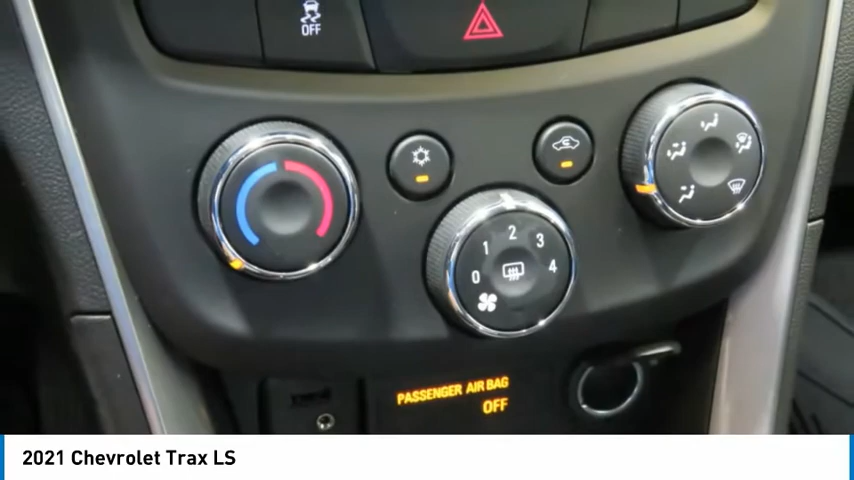 OFF
1 2 3
0 4
PASSENGER AIR BAG
OFF
2021 Chevrolet Trax LS